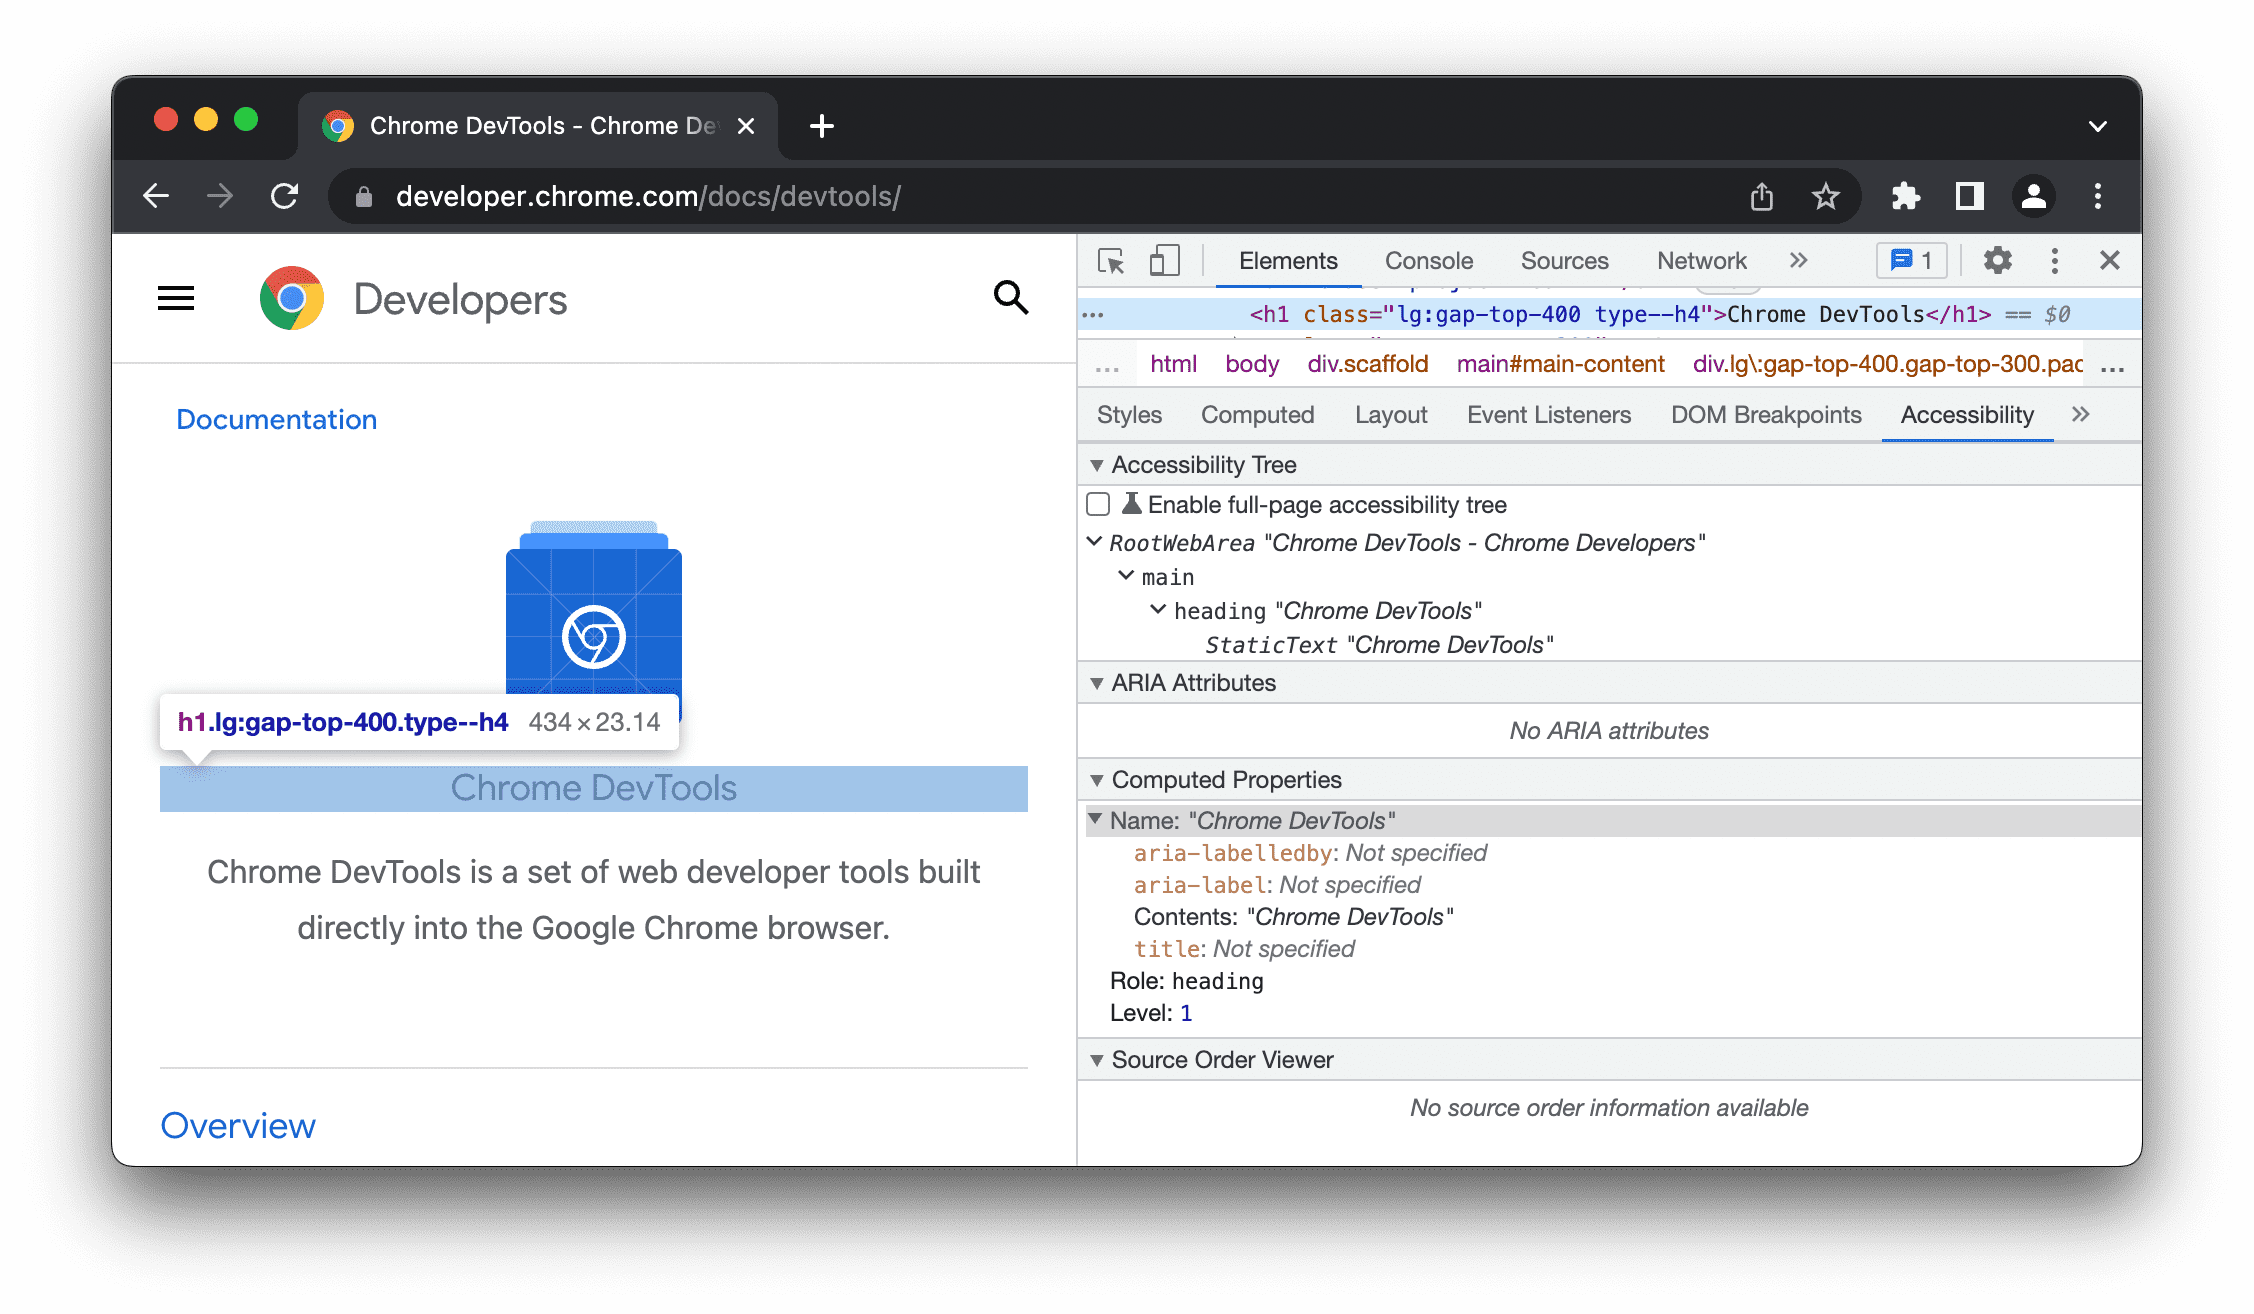 Chrome DevTools - Chrome De
developer.chrome.com/docs/devtools/
Developers
Documentation
h1.lg:gap-top-400.type--h4 434 × 23.14
Chrome DevTools
Chrome DevTools is a set of web developer tools built
directly into the Google Chrome browser.
Overview
Elements Console Sources Network » 1
··· <h1 class="lg:gap-top-400 type--h4">Chrome DevTools</h1> == $0
... html body div.scaffold main#main-content div.lg\:gap-top-400.gap-top-300.pac ...
Styles Computed Layout Event Listeners DOM Breakpoints Accessibility »
Accessibility Tree
Enable full-page accessibility tree
RootWebArea "Chrome DevTools - Chrome Developers"
main
heading "Chrome DevTools"
StaticText "Chrome DevTools"
ARIA Attributes
No ARIA attributes
Computed Properties
Name: "Chrome DevTools"
aria-labelledby: Not specified
aria-label: Not specified
Contents: "Chrome DevTools"
title: Not specified
Role: heading
Level: 1
Source Order Viewer
No source order information available